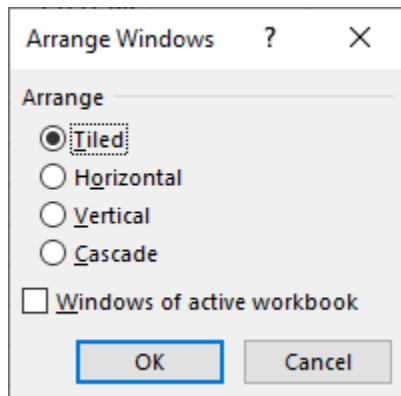 Arrange Windows ?
Arrange
Tiled
Horizontal
Vertical
Cascade
Windows of active workbook
OK Cancel